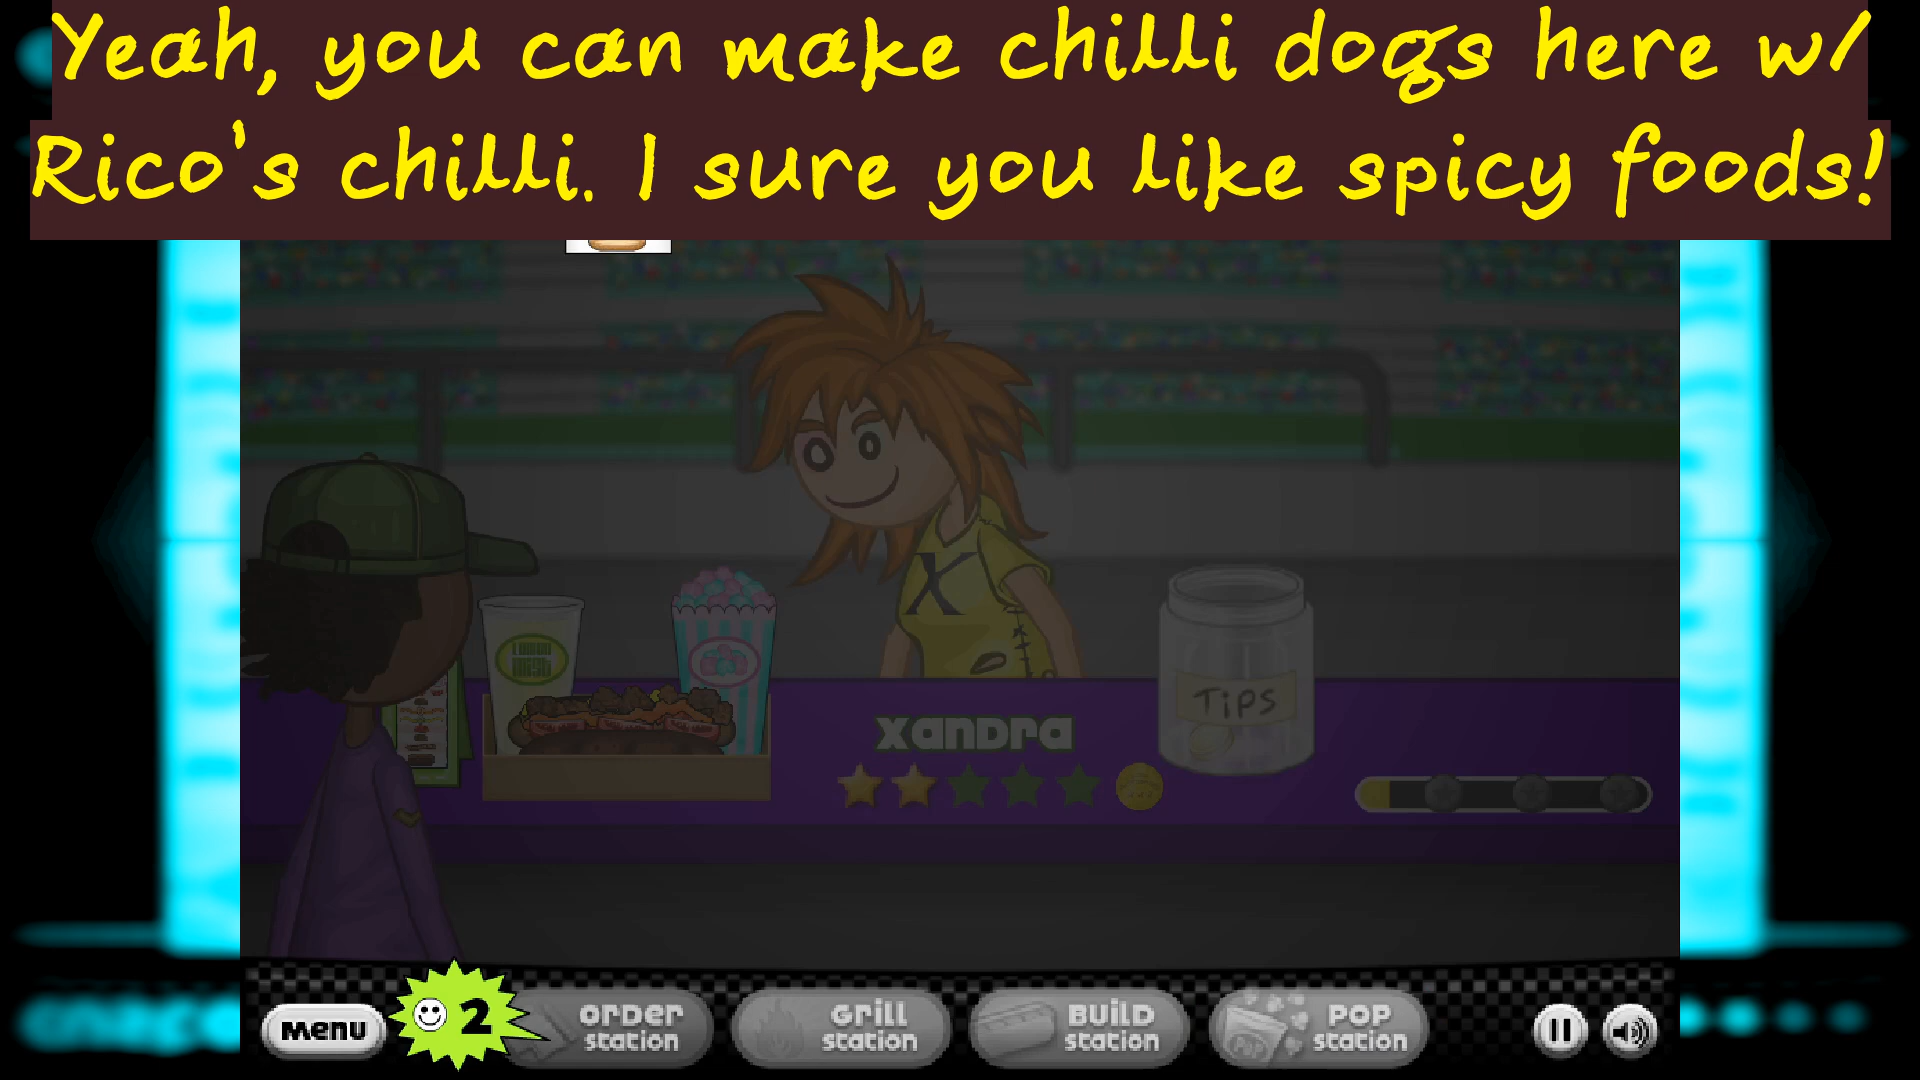 Yeah, you can make chilli dogs here w/
Rico's chilli. I sure you like spicy foods!
X
Tips
xandra
menu
2
order
station
Grill
station
Build
station
POP
POP
station